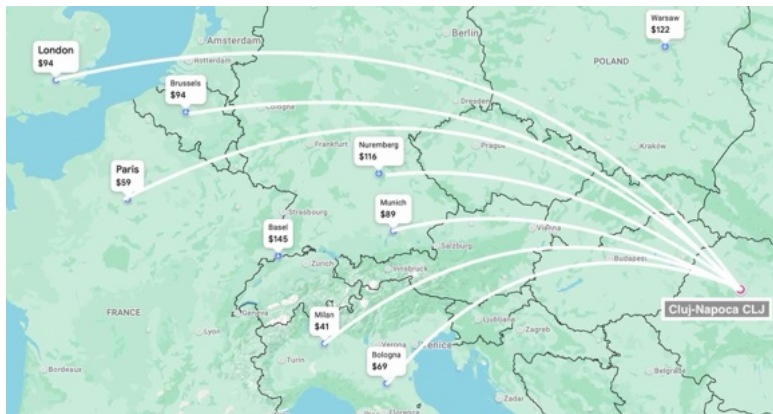 Warsaw
$122
London
$94
Amsterdam
Berlin
Rotterdam
POLAND
Brussels
$94
Cologne
Dresden
Nuremberg
$116
Frankfurt
Prague
Kraków
Paris
$59
Munich
$89
Strasbourg
Basel
$145
Vienna
Salzburg
Budapest
Zürich
Innsbruck
Cluj-Napoca CLJ
FRANCE
Geneva
Milan
$41
Ljubljana
Zagreb
Lyon
Verona
Venice
Bologna
$69
Turin
Bordeaux
Belgrade
Zadar
Florence